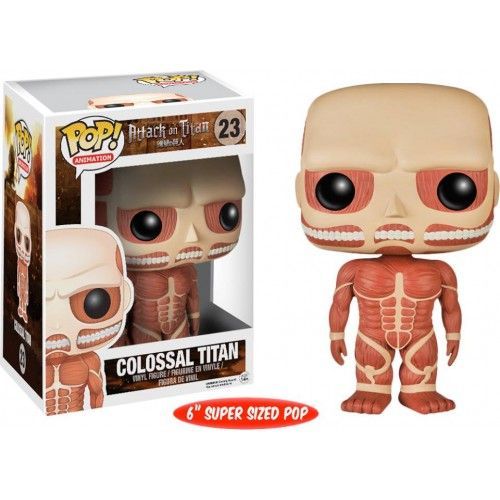 POP!
ANIMATION
Attack on Titan
進撃の巨人
23
COLOSSAL TITAN
VINYL FIGURE / FIGURINE EN VINYLE /
FIGURA DE VINIL
6" SUPER SIZED POP